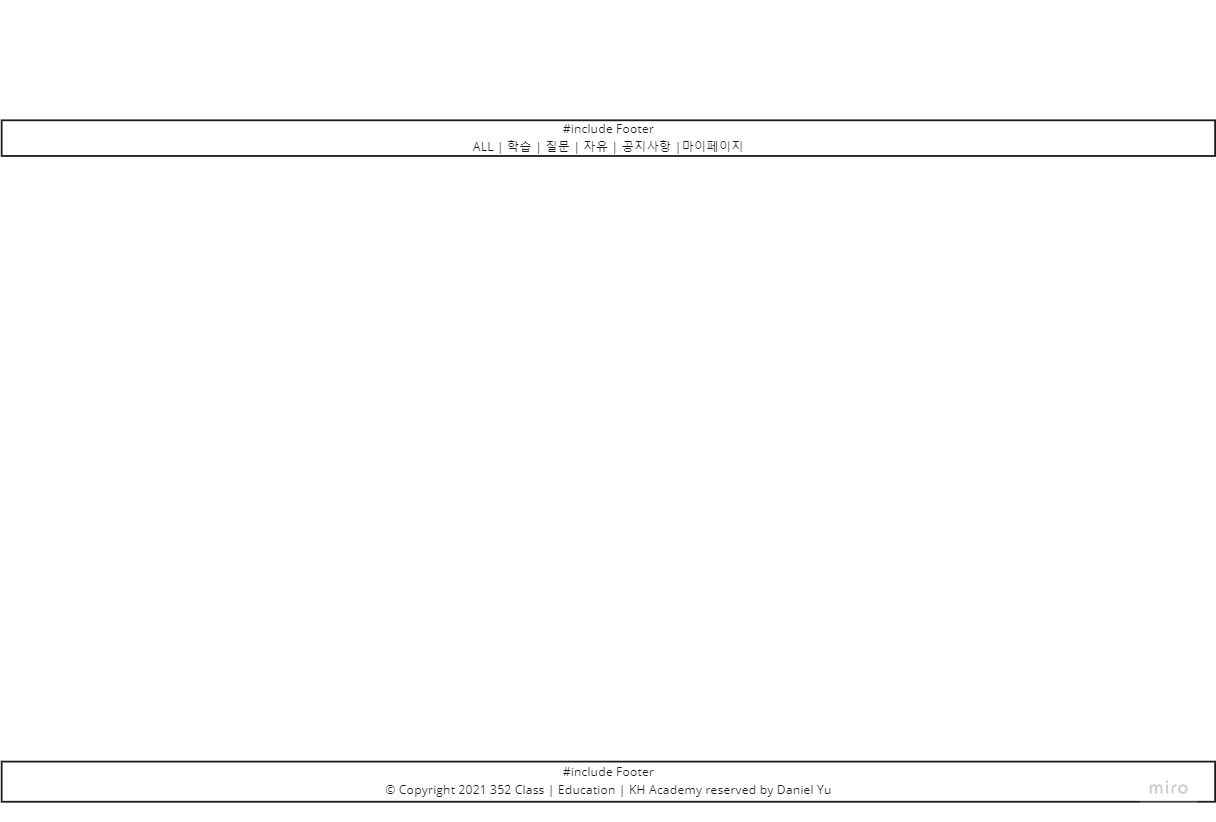 #include Footer
ALL | 학습 | 질문 | 자유 | 공지사항 |마이페이지
#include Footer
© Copyright 2021 352 Class | Education | KH Academy reserved by Daniel Yu
miro